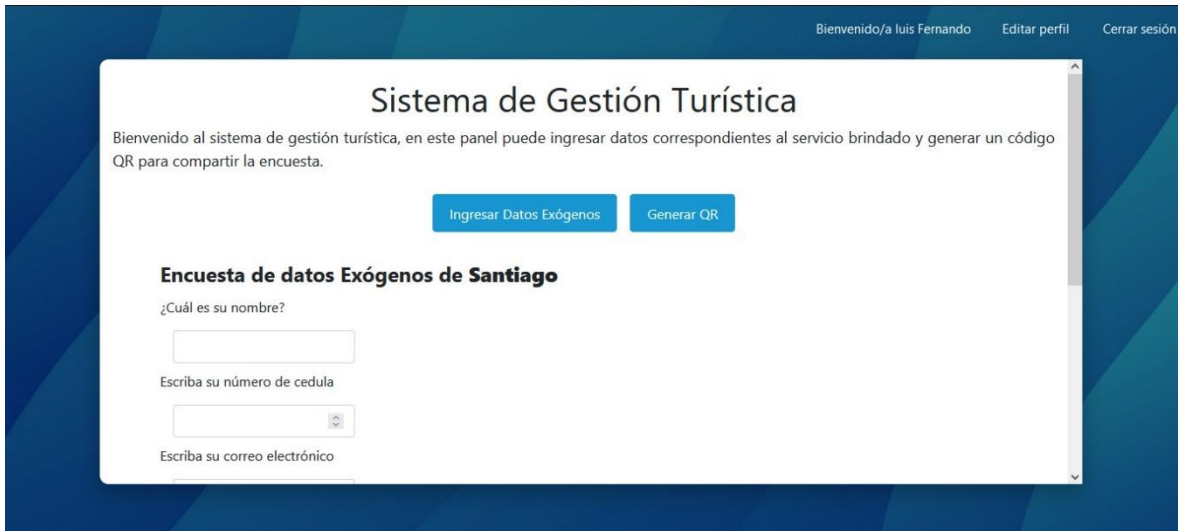 Bienvenido/a luis Fernando Editar perfil Cerrar sesión
Sistema de Gestión Turística
Bienvenido al sistema de gestión turística, en este panel puede ingresar datos correspondientes al servicio brindado y generar un código
QR para compartir la encuesta.
Ingresar Datos Exógenos Generar QR
Encuesta de datos Exógenos de Santiago
¿Cuál es su nombre?
Escriba su número de cedula
Escriba su correo electrónico